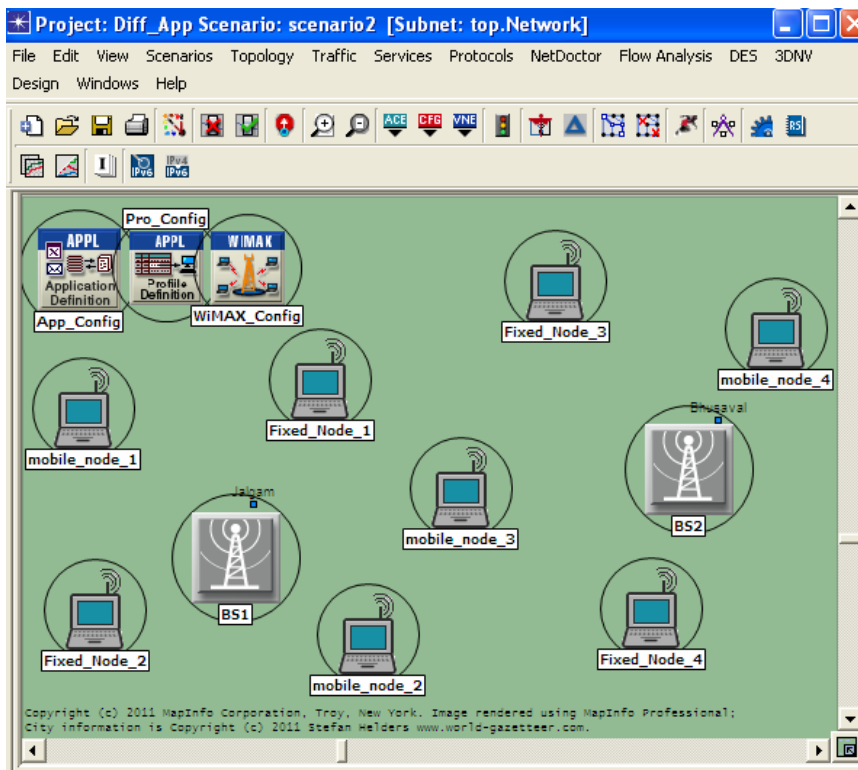 Project: Diff_App Scenario: scenario2 [Subnet: top.Network]
File Edit View Scenarios Topology Traffic Services Protocols NetDoctor Flow Analysis DES 3DNV
Design Windows Help
ACE CFG VNE RS
IPv6 IPv4 IPv6
Pro_Config
APPL APPL WIMAX
Application Definition
Profile Definition
App_Config
WiMAX_Config
Fixed_Node_3
mobile_node_4
Fixed_Node_1
Bhusaval
mobile_node_1
Jalgam
BS2
mobile_node_3
BS1
Fixed_Node_2
Fixed_Node_4
mobile_node_2
Copyright (c) 2011 MapInfo Corporation, Troy, New York. Image rendered using MapInfo Professional;
City information is Copyright (c) 2011 Stefan Helders www.world-gazetteer.com.